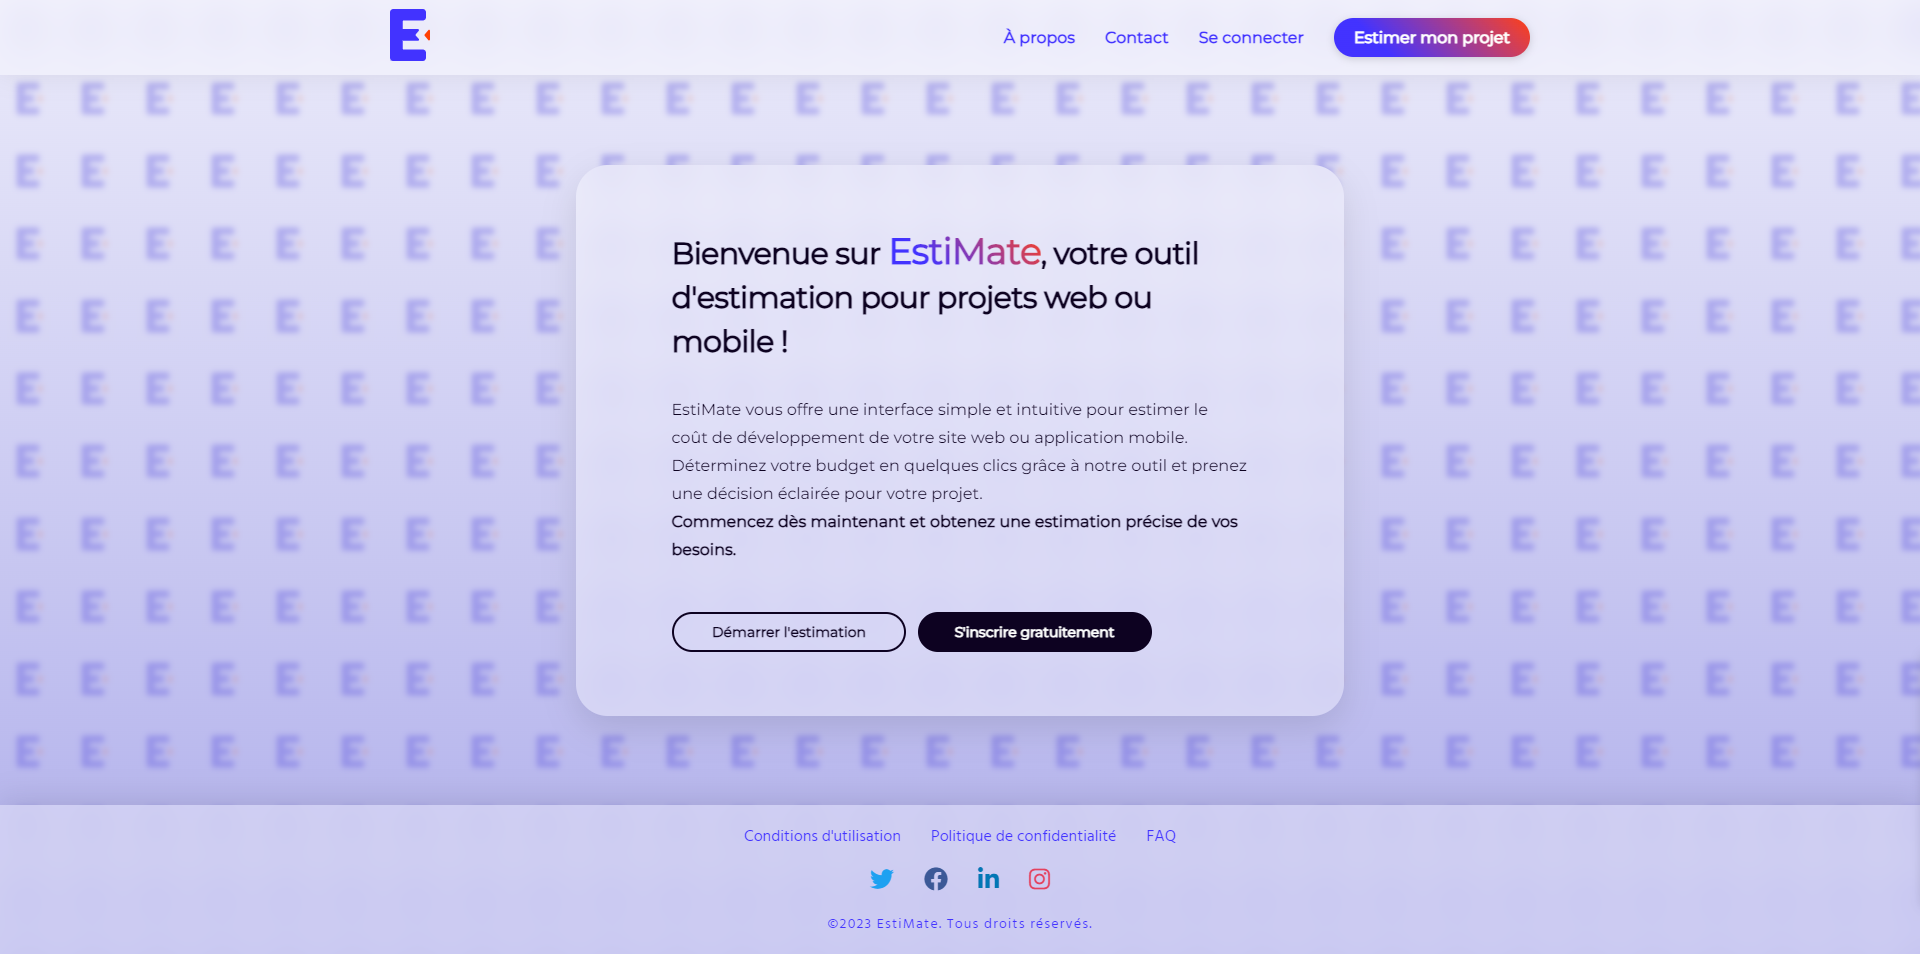 À propos
Contact
Se connecter
Estimer mon projet
Bienvenue sur EstiMate, votre outil
d'estimation pour projets web ou
mobile !
EstiMate vous offre une interface simple et intuitive pour estimer le
coût de développement de votre site web ou application mobile.
Déterminez votre budget en quelques clics grâce à notre outil et prenez
une décision éclairée pour votre projet.
Commencez dès maintenant et obtenez une estimation précise de vos
besoins.
Démarrer l'estimation
S'inscrire gratuitement
Conditions d'utilisation
Politique de confidentialité
FAQ
©2023 EstiMate. Tous droits réservés.